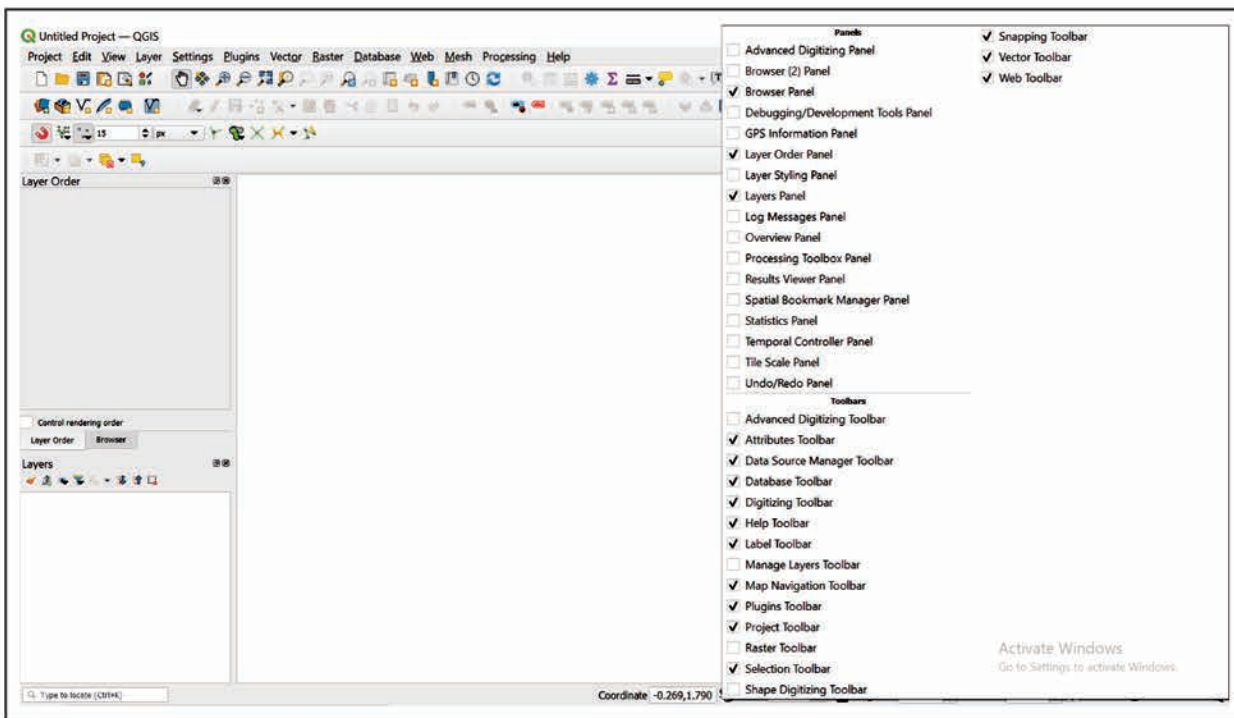 Untitled Project — QGIS
Project Edit View Layer Settings Plugins Vector Raster Database Web Mesh Processing Help
15 px
Layer Order
Control rendering order
Layer Order Browser
Layers
Type to locate (Ctrl+K)
Coordinate -0.269,1.790
Panels
Advanced Digitizing Panel
Browser (2) Panel
Browser Panel
Debugging/Development Tools Panel
GPS Information Panel
Layer Order Panel
Layer Styling Panel
Layers Panel
Log Messages Panel
Overview Panel
Processing Toolbox Panel
Results Viewer Panel
Spatial Bookmark Manager Panel
Statistics Panel
Temporal Controller Panel
Tile Scale Panel
Undo/Redo Panel
Toolbars
Advanced Digitizing Toolbar
Attributes Toolbar
Data Source Manager Toolbar
Database Toolbar
Digitizing Toolbar
Help Toolbar
Label Toolbar
Manage Layers Toolbar
Map Navigation Toolbar
Plugins Toolbar
Project Toolbar
Raster Toolbar
Selection Toolbar
Shape Digitizing Toolbar
Snapping Toolbar
Vector Toolbar
Web Toolbar
Activate Windows
Go to Settings to activate Windows.